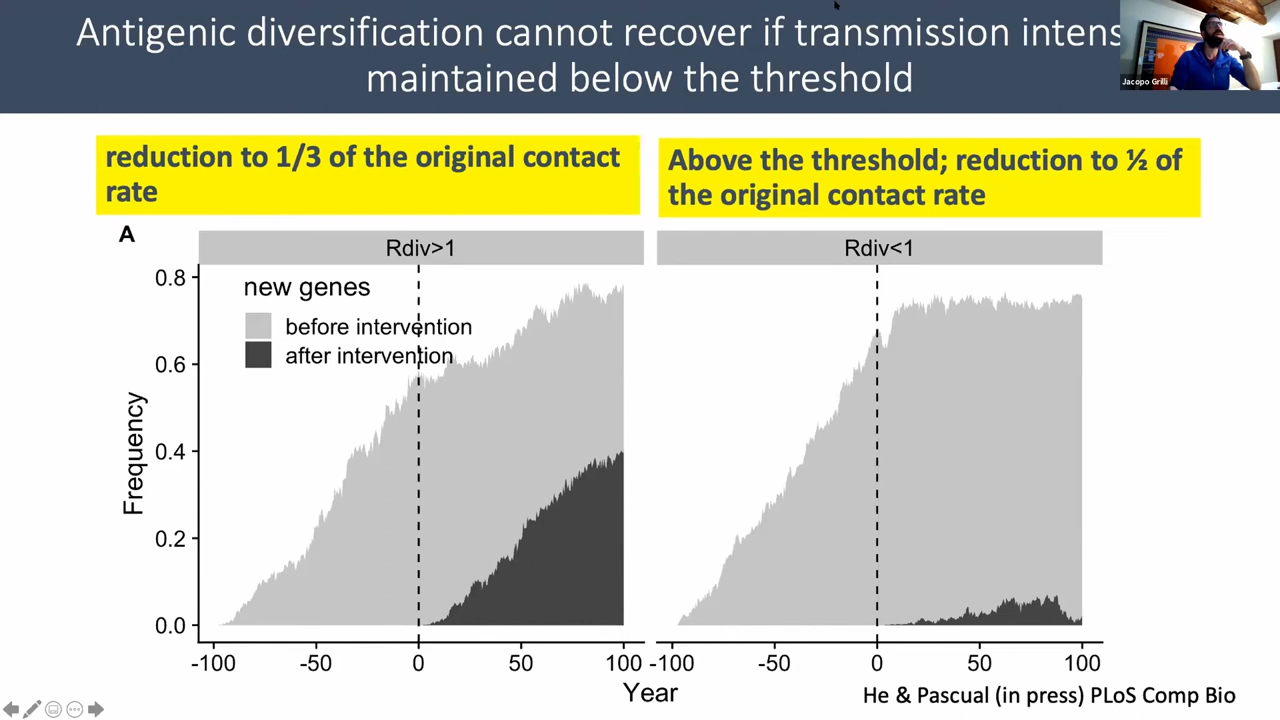 Antigenic diversification cannot recover if transmission intens
maintained below the threshold
Jacopo Grilli
reduction to 1/3 of the original contact
rate
Above the threshold; reduction to ½ of
the original contact rate
A
Rdiv>1
Rdiv<1
new genes
before intervention
after intervention
0.8
0.6
0.4
0.2
0.0
Frequency
-100 -50 0 50 100
-100 -50 0 50 100
Year
He & Pascual (in press) PLoS Comp Bio